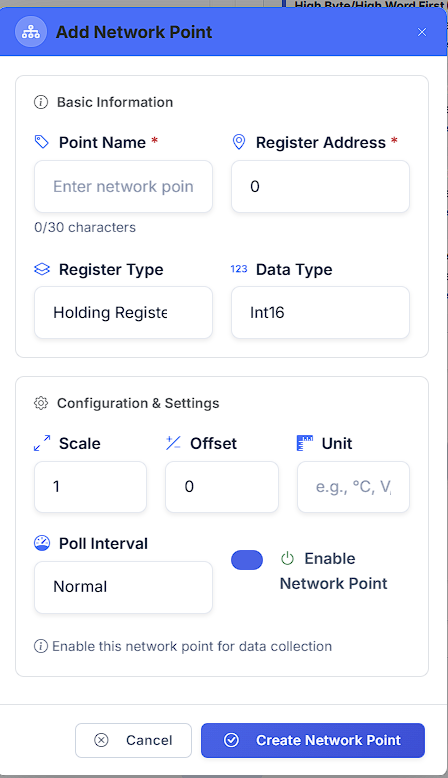 High Byte/High Word First
Add Network Point
Basic Information
Point Name * Register Address *
Enter network poin 0
0/30 characters
Register Type 123 Data Type
Holding Registe Int16
Configuration & Settings
Scale Offset Unit
1 0 e.g., °C, V,
Poll Interval
Normal
Enable
Network Point
Enable this network point for data collection
Cancel Create Network Point